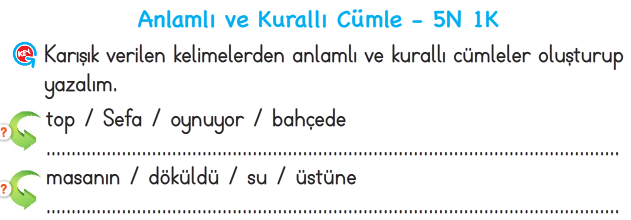 Anlamlı ve Kurallı Cümle - 5N 1K
Karışık verilen kelimelerden anlamlı ve kurallı cümleler oluşturup
yazalım.
top / Sefa / oynuyor / bahçede
?
masanın / döküldü / su / üstüne
?